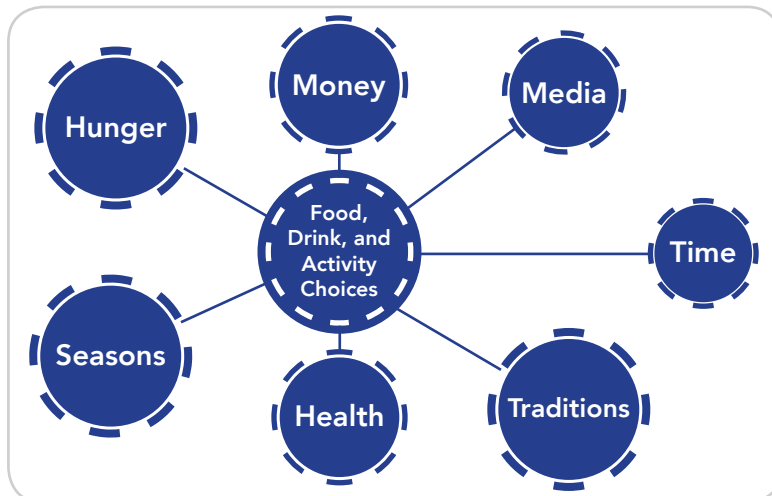 Money
Media
Hunger
Food,
Drink, and
Activity
Choices
Time
Seasons
Health
Traditions